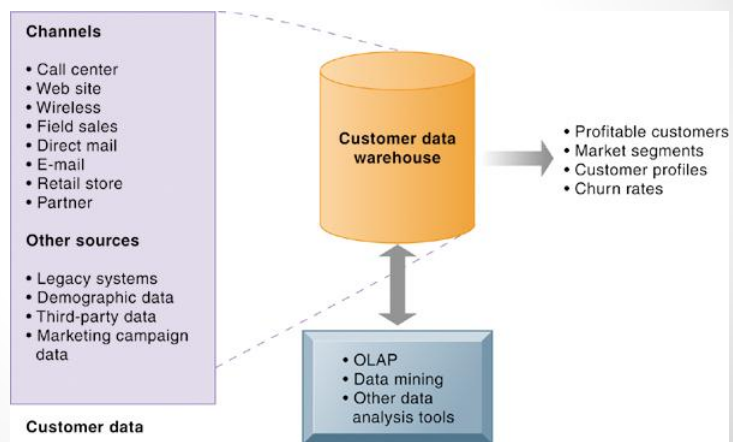 Channels
• Call center
• Web site
• Wireless
• Field sales
• Direct mail
• E-mail
• Retail store
• Partner
Other sources
• Legacy systems
• Demographic data
• Third-party data
• Marketing campaign
data
Customer data
Customer data
warehouse
• Profitable customers
• Market segments
• Customer profiles
• Churn rates
• OLAP
• Data mining
• Other data
analysis tools